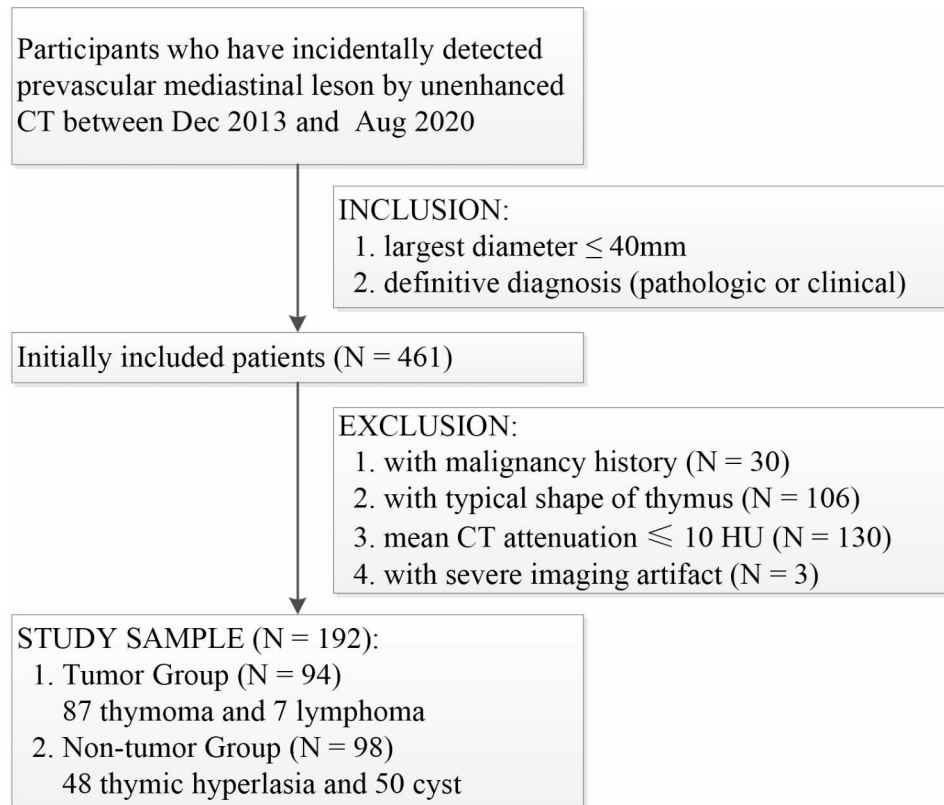 Participants who have incidentally detected
prevascular mediastinal leson by unenhanced
CT between Dec 2013 and Aug 2020
INCLUSION:
1. largest diameter ≤ 40mm
2. definitive diagnosis (pathologic or clinical)
Initially included patients (N = 461)
EXCLUSION:
1. with malignancy history (N = 30)
2. with typical shape of thymus (N = 106)
3. mean CT attenuation ⩽ 10 HU (N = 130)
4. with severe imaging artifact (N = 3)
STUDY SAMPLE (N = 192):
1. Tumor Group (N = 94)
87 thymoma and 7 lymphoma
2. Non-tumor Group (N = 98)
48 thymic hyperlasia and 50 cyst